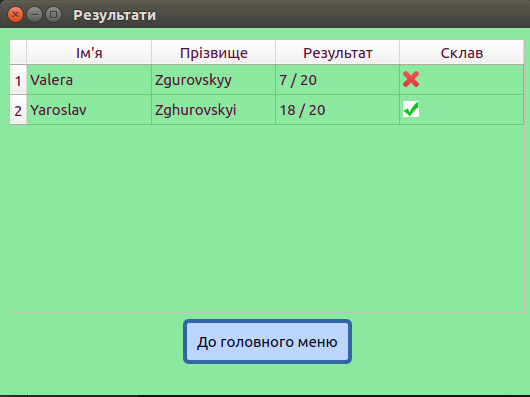 Результати
Ім'я Прізвище Результат Склав
1 Valera Zgurovskyy 7 / 20
2 Yaroslav Zghurovskyi 18 / 20
До головного меню